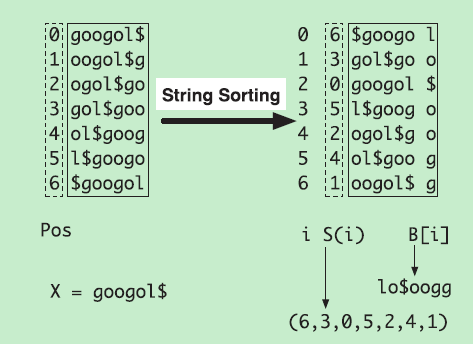 0 googol$
1 oogol$g
2 ogol$go
3 gol$goo
4 ol$goog
5 l$googo
6 $googol
Pos
X = googol$
String Sorting
0 6 $googo l
1 3 gol$go o
2 0 googol $
3 5 l$goog o
4 2 ogol$g o
5 4 ol$goo g
6 1 oogol$ g
i S(i) B[i]
lo$oogg
(6,3,0,5,2,4,1)